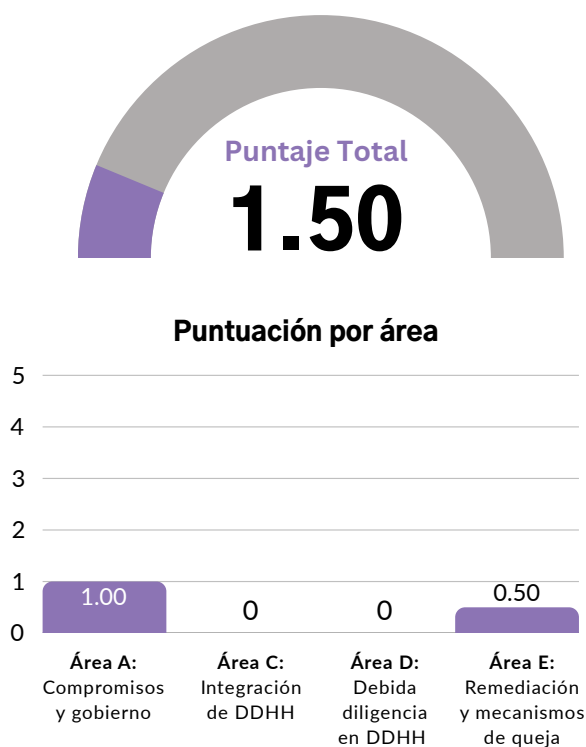 Puntaje Total
1.50
Puntuación por área
5
4
3
2
1
0
1.00
0
0
0.50
Área A:
Compromisos
y gobierno
Área C:
Integración
de DDHH
Área D:
Debida
diligencia
en DDHH
Área E:
Remediación
y mecanismos
de queja